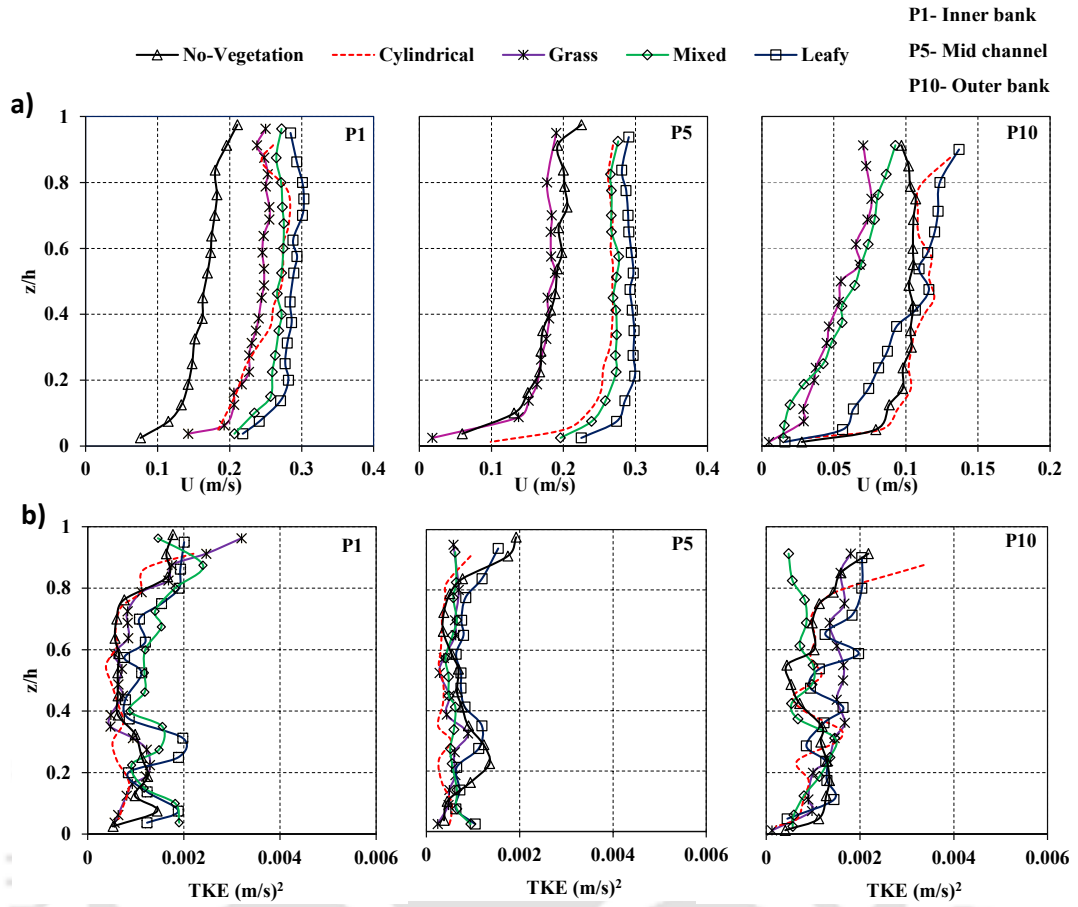 P1- Inner bank
No-Vegetation Cylindrical Grass Mixed Leafy
P5- Mid channel
P10- Outer bank
a)
P1
P5
P10
z/h
1
0.8
0.6
0.4
0.2
0
0 0.1 0.2 0.3 0.4
0 0.1 0.2 0.3 0.4
0 0.05 0.1 0.15 0.2
U (m/s)
U (m/s)
U (m/s)
b)
P1
P5
P10
z/h
1
0.8
0.6
0.4
0.2
0
0 0.002 0.004 0.006
0 0.002 0.004 0.006
0 0.002 0.004 0.006
TKE (m/s)2
TKE (m/s)2
TKE (m/s)2